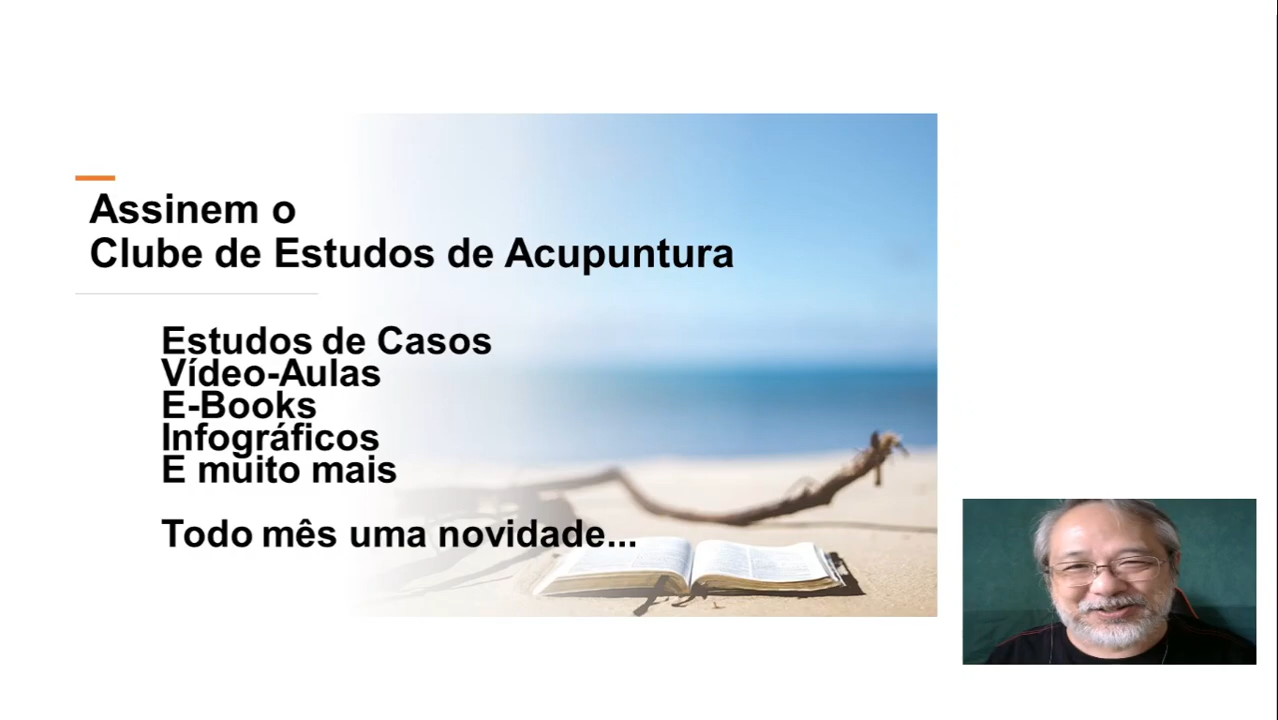 Assinem o
Clube de Estudos de Acupuntura
Estudos de Casos
Vídeo-Aulas
E-Books
Infográficos
E muito mais
Todo mês uma novidade...